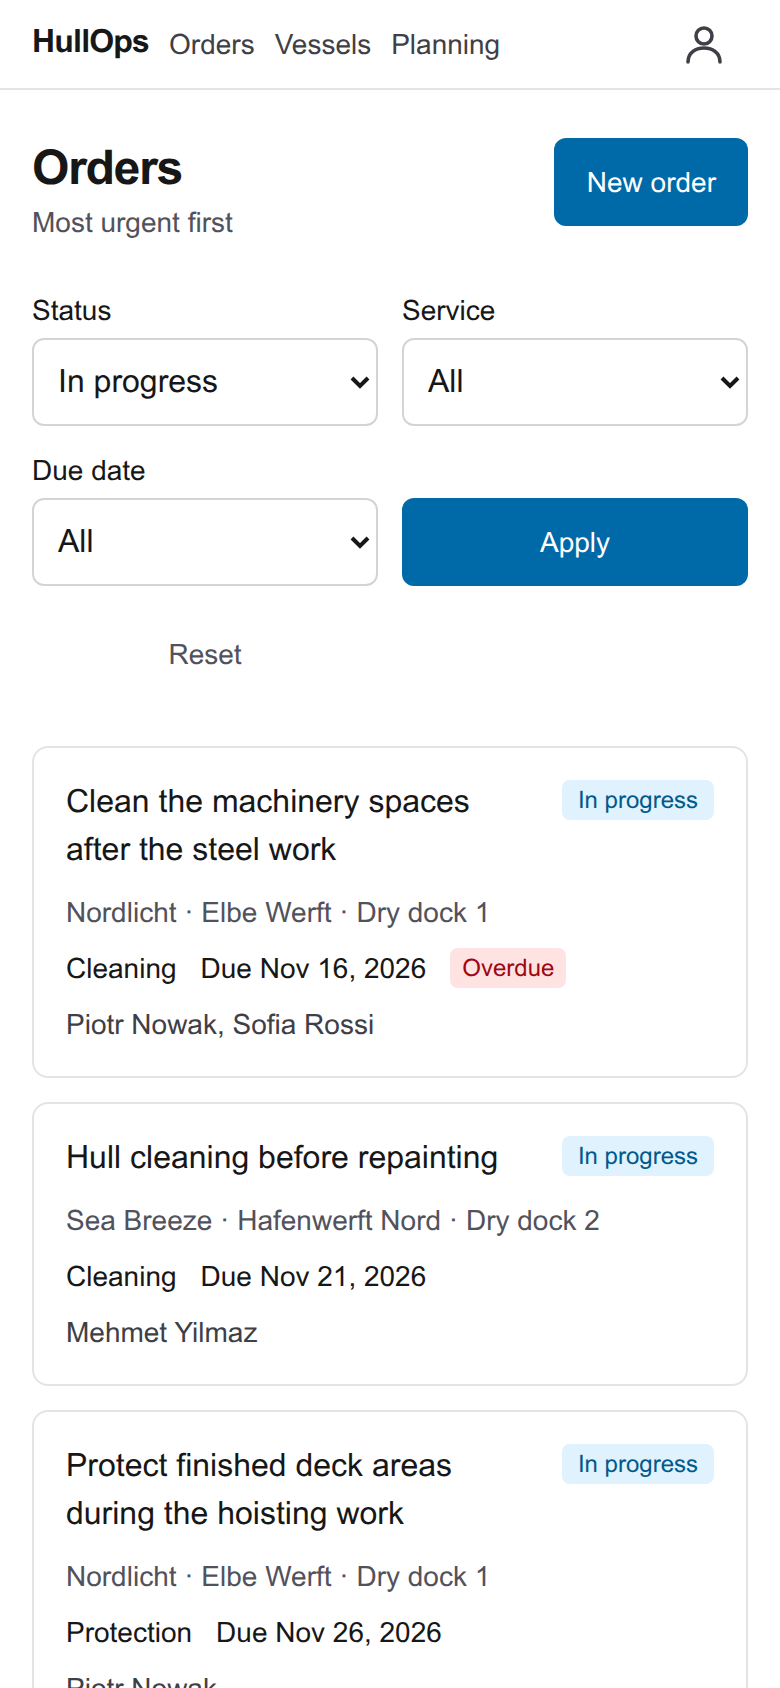 HullOps Orders Vessels Planning
Orders
Most urgent first
New order
Status
Service
In progress
All
Due date
All
Apply
Reset
Clean the machinery spaces
after the steel work
In progress
Nordlicht · Elbe Werft · Dry dock 1
Cleaning Due Nov 16, 2026 Overdue
Piotr Nowak, Sofia Rossi
Hull cleaning before repainting
In progress
Sea Breeze · Hafenwerft Nord · Dry dock 2
Cleaning Due Nov 21, 2026
Mehmet Yilmaz
Protect finished deck areas
during the hoisting work
In progress
Nordlicht · Elbe Werft · Dry dock 1
Protection Due Nov 26, 2026
Piotr Nowak